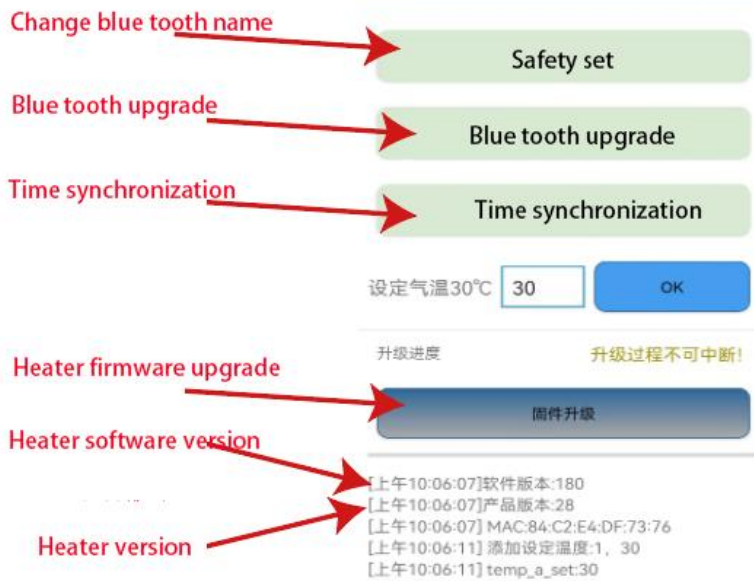 Change blue tooth name
Safety set
Blue tooth upgrade
Blue tooth upgrade
Time synchronization
Time synchronization
设定气温30℃ 30 OK
升级进度 升级过程不可中断!
Heater firmware upgrade
固件升级
Heater software version
[上午10:06:07]软件版本:180
[上午10:06:07]产品版本:28
[上午10:06:07] MAC:84:C2:E4:DF:73:76
Heater version
[上午10:06:11] 添加设定温度:1，30
[上午10:06:11] temp_a_set:30